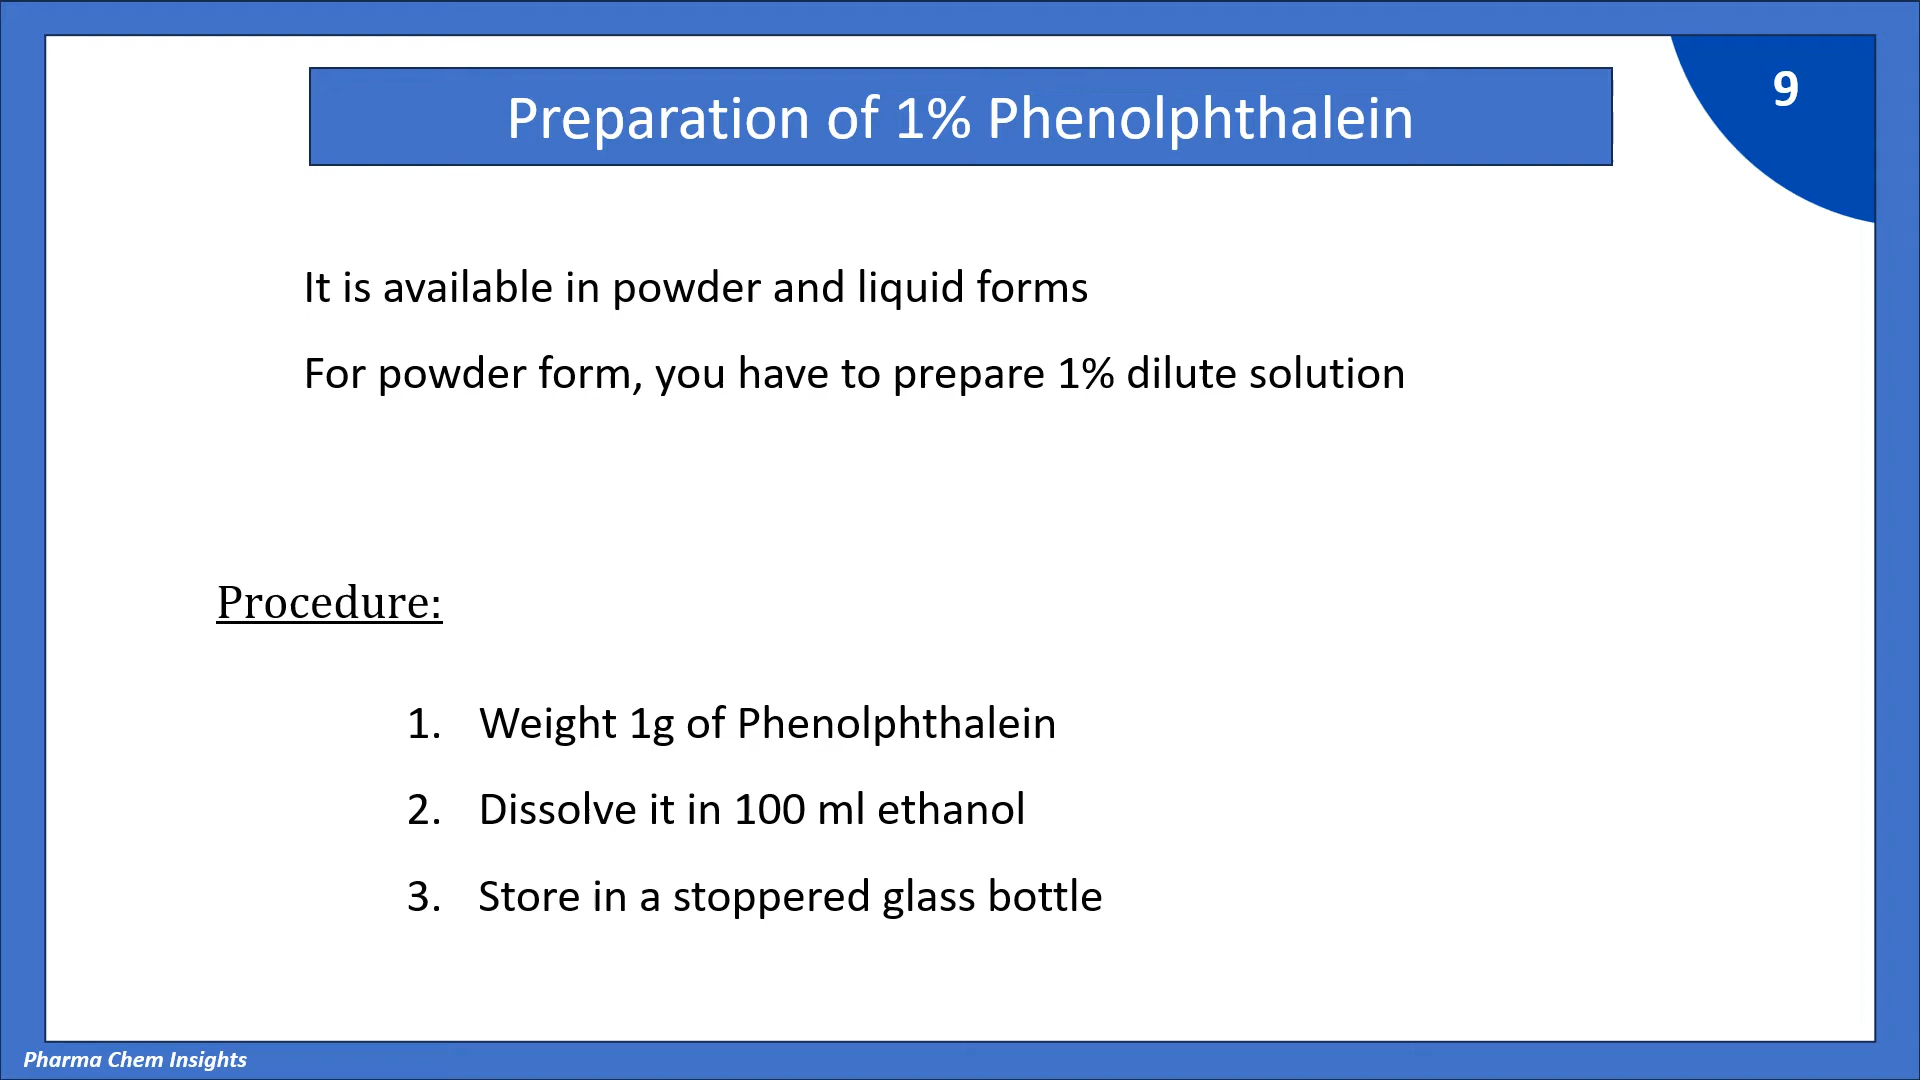 Preparation of 1% Phenolphthalein
9
It is available in powder and liquid forms
For powder form, you have to prepare 1% dilute solution
Procedure:
1. Weight 1g of Phenolphthalein
2. Dissolve it in 100 ml ethanol
3. Store in a stoppered glass bottle
Pharma Chem Insights